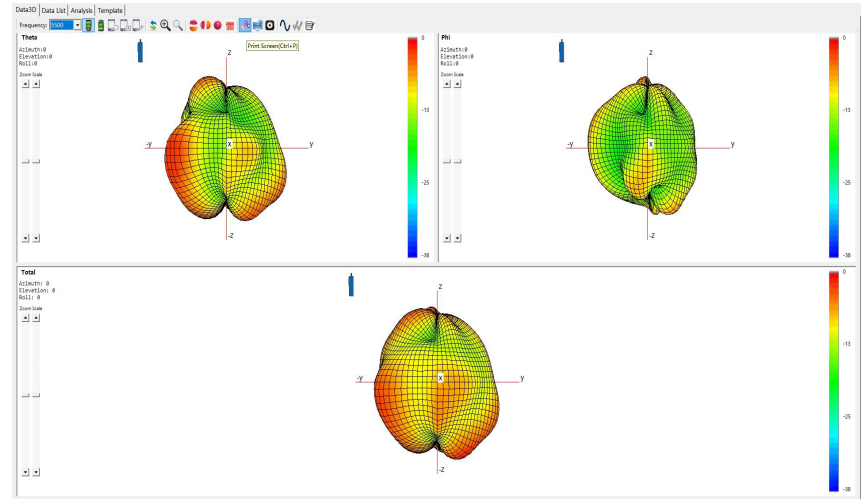 Data3D Data List Analysis Template
Frequency: 5500
Print Screen(Ctrl+P)
Theta
Azimuth:0
Elevation:0
Roll:0
Zoom Scale
Z
-y
X
y
-Z
0
-13
-25
-38
Phi
Azimuth:0
Elevation:0
Roll:0
Zoom Scale
Z
-y
X
y
-Z
0
-13
-25
-38
Total
Azimuth: 0
Elevation: 0
Roll: 0
Zoom Scale
Z
-y
X
y
-Z
0
-13
-25
-38